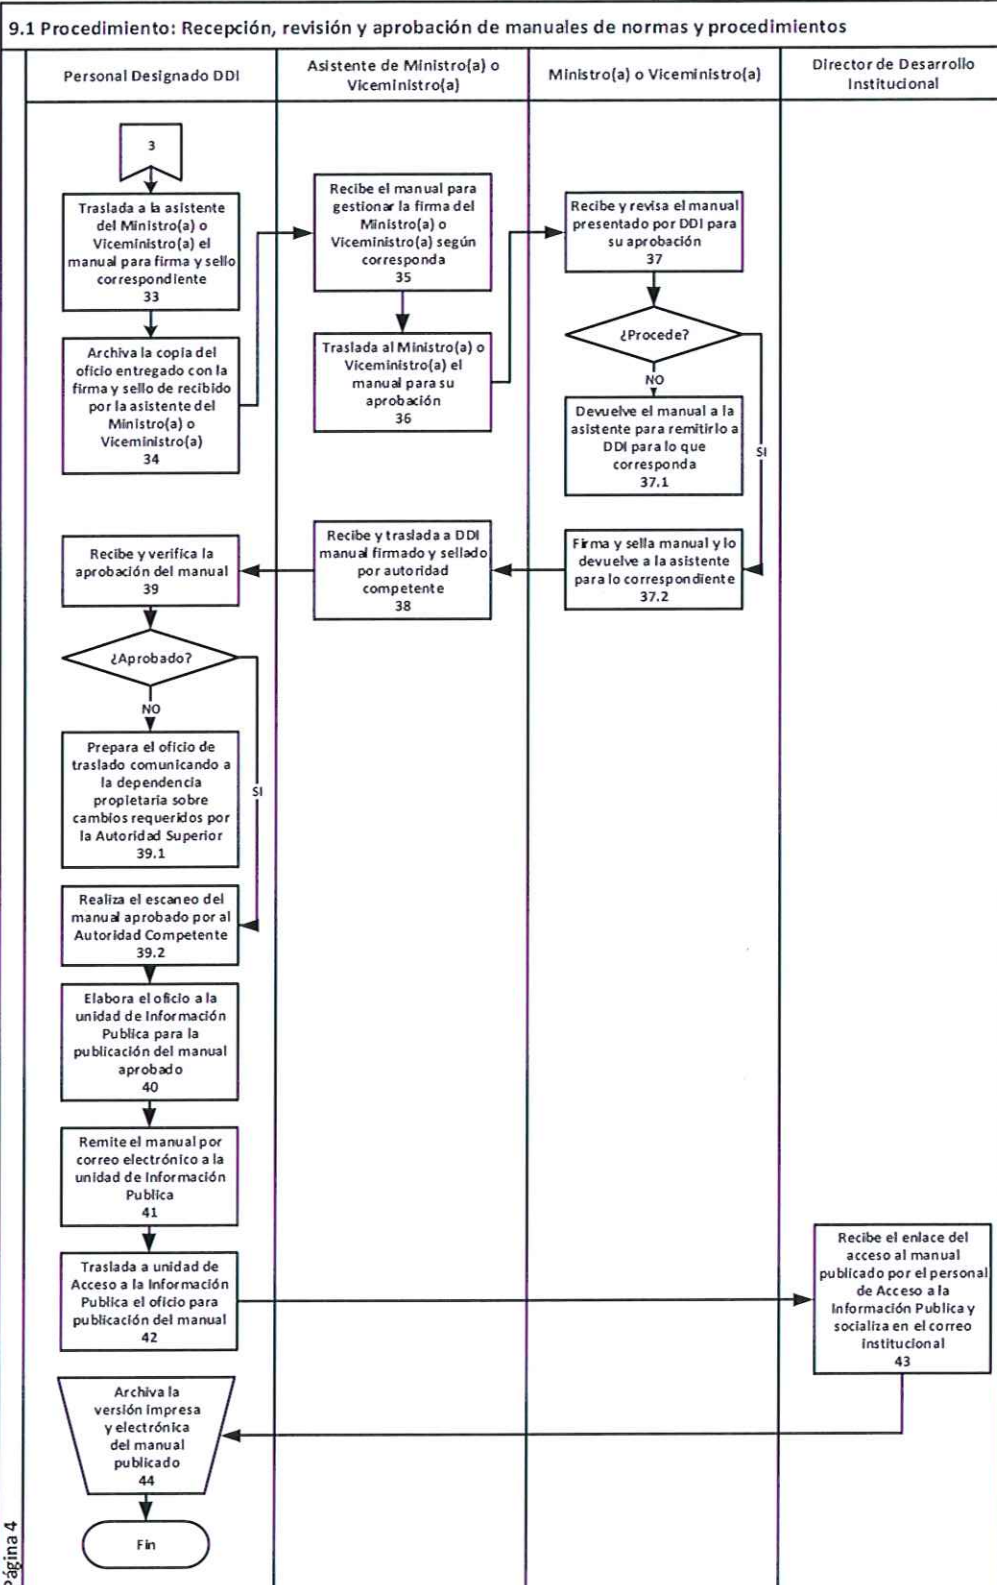 9.1 Procedimiento: Recepción, revisión y aprobación de manuales de normas y procedimientos
Personal Designado DDI
Asistente de Ministro(a) o
Viceministro(a)
Ministro(a) o Viceministro(a)
Director de Desarrollo
Institucional
3
Traslada a la asistente
del Ministro(a) o
Viceministro(a) el
manual para firma y sello
correspondiente
33
Archiva la copia del
oficio entregado con la
firma y sello de recibido
por la asistente del
Ministro(a) o
Viceministro(a)
34
Recibe el manual para
gestionar la firma del
Ministro(a) o
Viceministro(a) según
corresponda
35
Traslada al Ministro(a) o
Viceministro(a) el
manual para su
aprobación
36
Recibe y revisa el manual
presentado por DDI para
su aprobación
37
¿Procede?
NO
SI
Devuelve el manual a la
asistente para remitirlo a
DDI para lo que
corresponda
37.1
Firma y sella manual y lo
devuelve a la asistente
para lo correspondiente
37.2
Recibe y traslada a DDI
manual firmado y sellado
por autoridad
competente
38
Recibe y verifica la
aprobación del manual
39
¿Aprobado?
NO
SI
Prepara el oficio de
traslado comunicando a
la dependencia
propietaria sobre
cambios requeridos por
la Autoridad Superior
39.1
Realiza el escaneo del
manual aprobado por al
Autoridad Competente
39.2
Elabora el oficio a la
unidad de Información
Publica para la
publicación del manual
aprobado
40
Remite el manual por
correo electrónico a la
unidad de Información
Publica
41
Traslada a unidad de
Acceso a la Información
Publica el oficio para
publicación del manual
42
Recibe el enlace del
acceso al manual
publicado por el personal
de Acceso a la
Información Publica y
socializa en el correo
institucional
43
Archiva la
versión impresa
y electrónica
del manual
publicado
44
Fin
Página 4